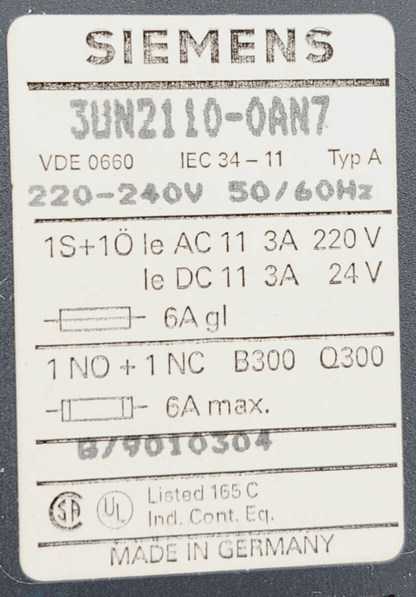 SIEMENS
3UN2110-0AN7
VDE 0660 IEC 34-11 Typ A
220-240V 50/60Hz
1S+1Ö Ie AC 11 3A 220 V
Ie DC 11 3A 24 V
6A gl
1 NO + 1 NC B300 Q300
6A max.
B/9010304
SA UL Listed 165 C
Ind. Cont. Eq.
MADE IN GERMANY